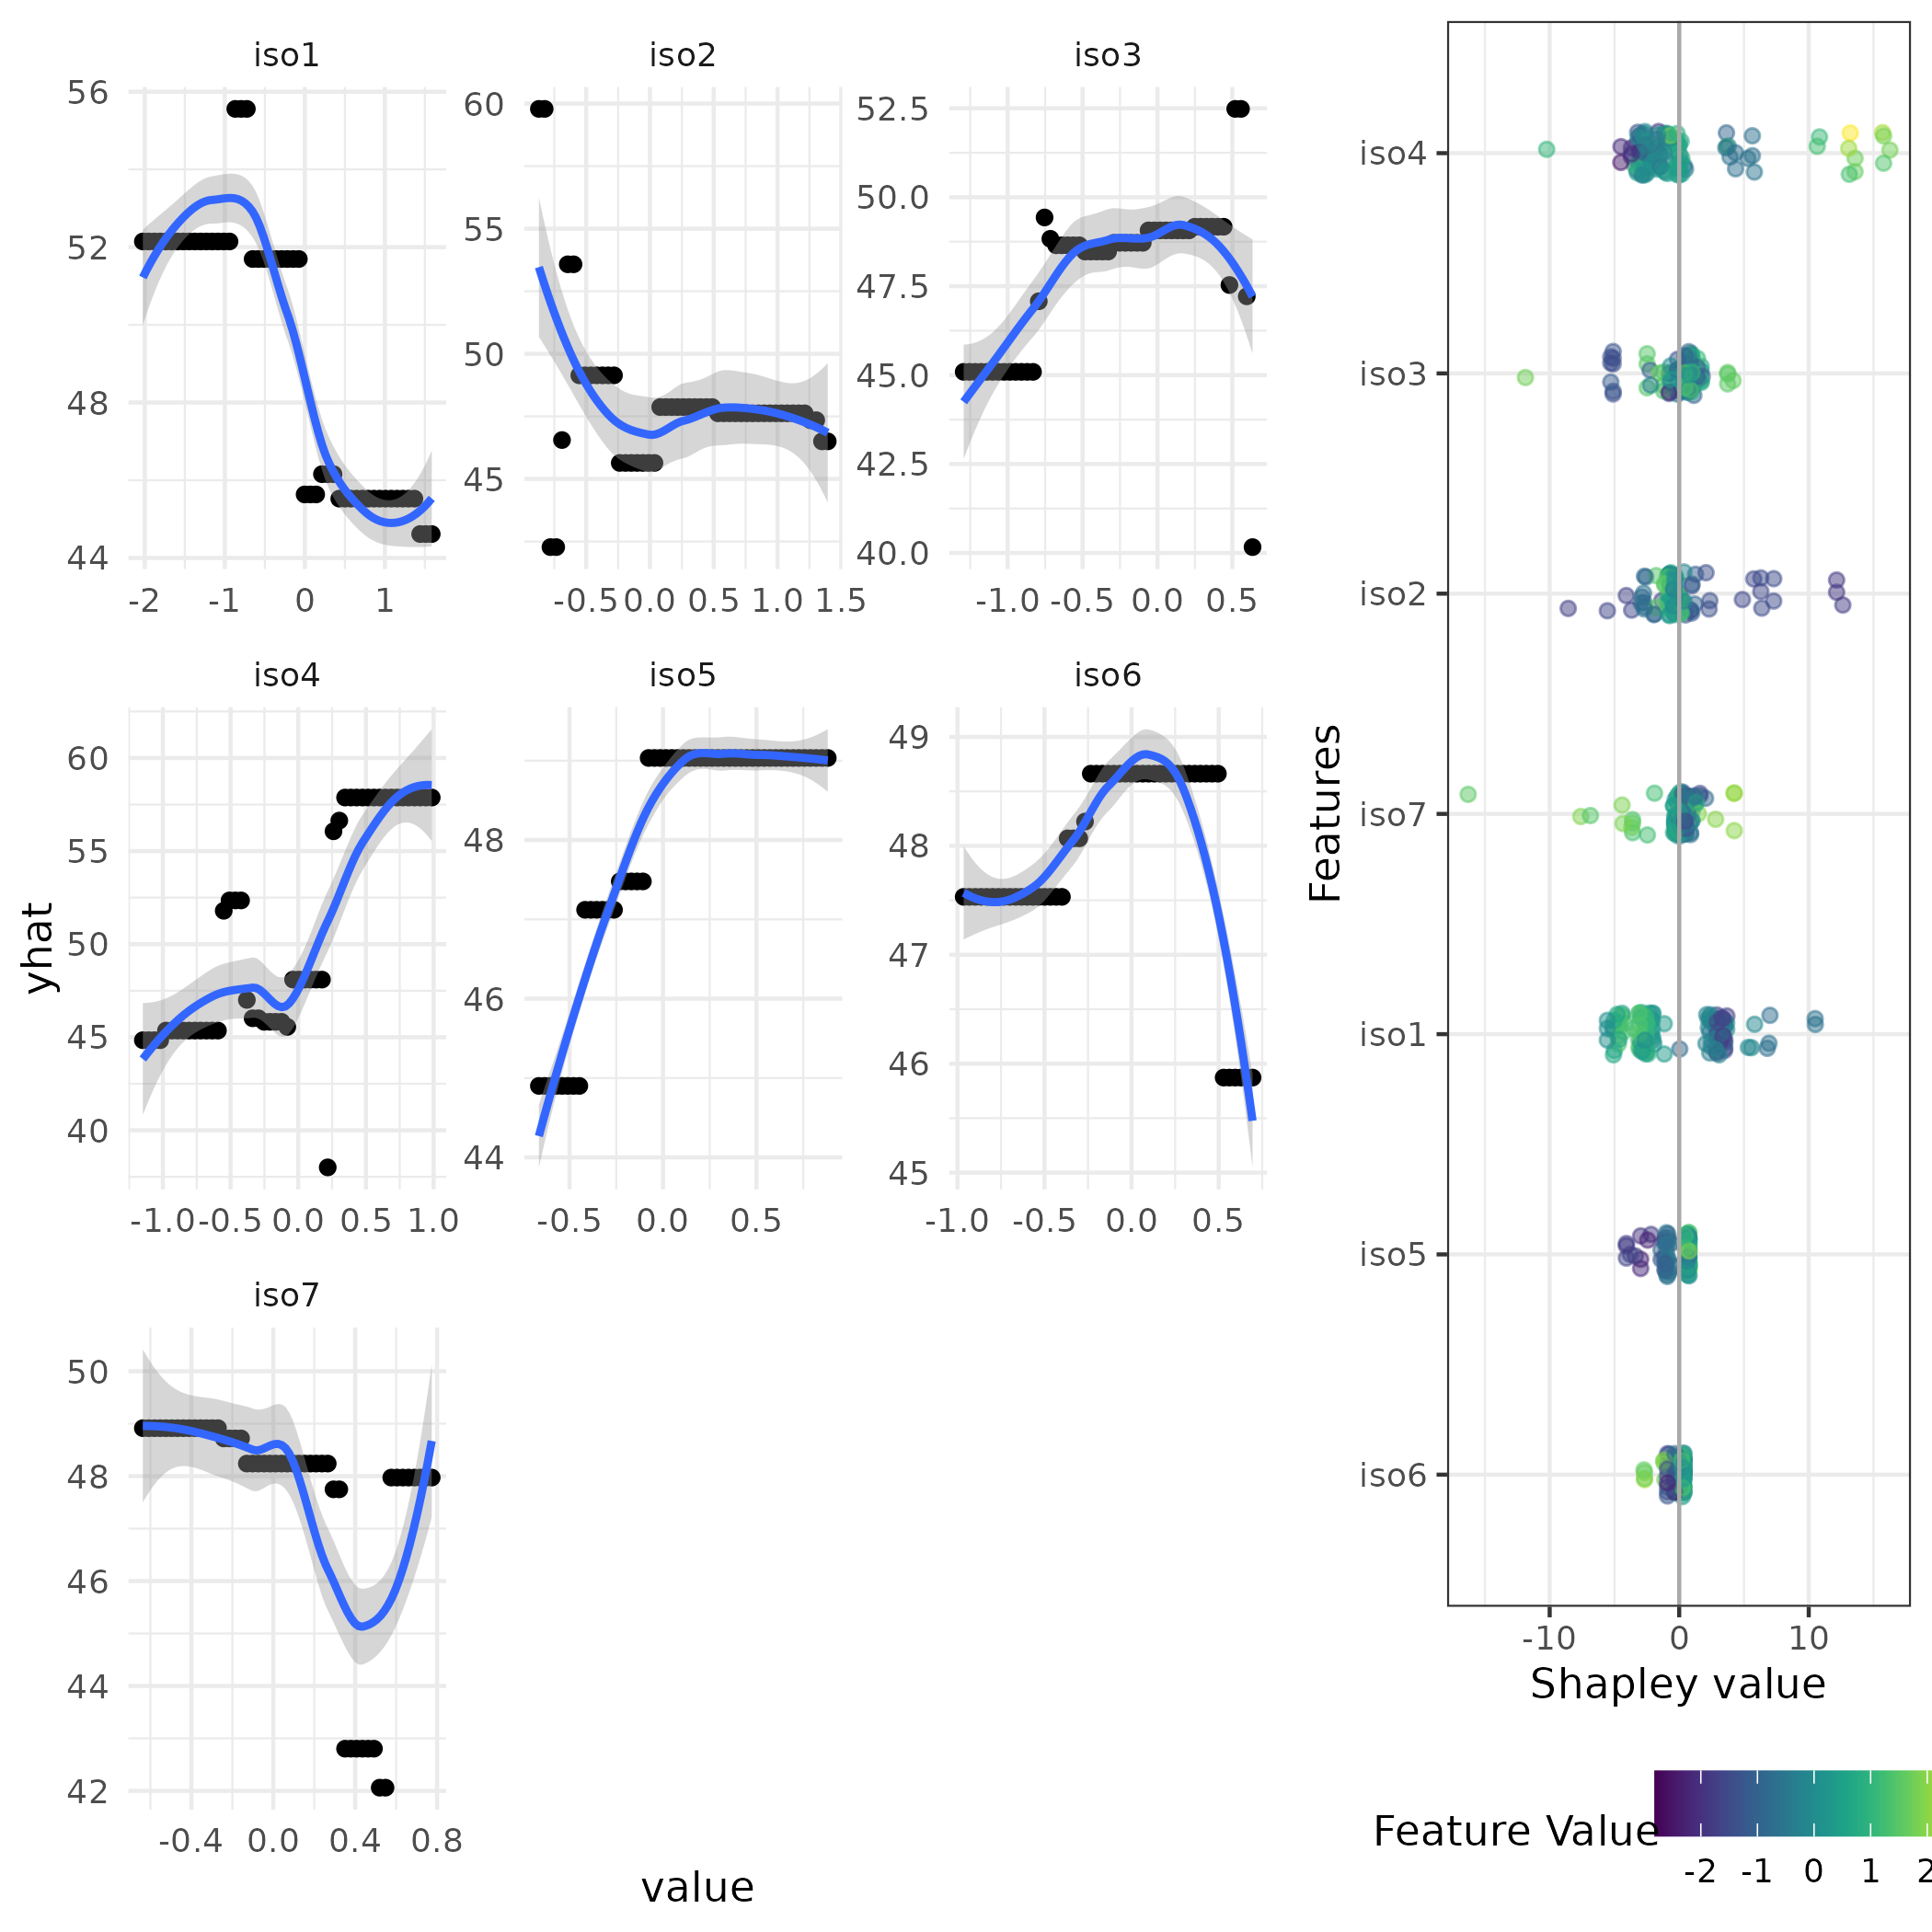 iso1 iso2 iso3
56
52
48
44
-2 -1 0 1
60
55
50
45
-0.5 0.0 0.5 1.0 1.5
52.5
50.0
47.5
45.0
42.5
40.0
-1.0 -0.5 0.0 0.5
iso4 iso5 iso6
60
55
50
45
40
-1.0 -0.5 0.0 0.5 1.0
48
46
44
-0.5 0.0 0.5
49
48
47
46
45
-1.0 -0.5 0.0 0.5
iso7
50
48
46
44
42
-0.4 0.0 0.4 0.8
yhat
value
Features
iso4
iso3
iso2
iso7
iso1
iso5
iso6
-10 0 10
Shapley value
Feature Value
-2 -1 0 1 2